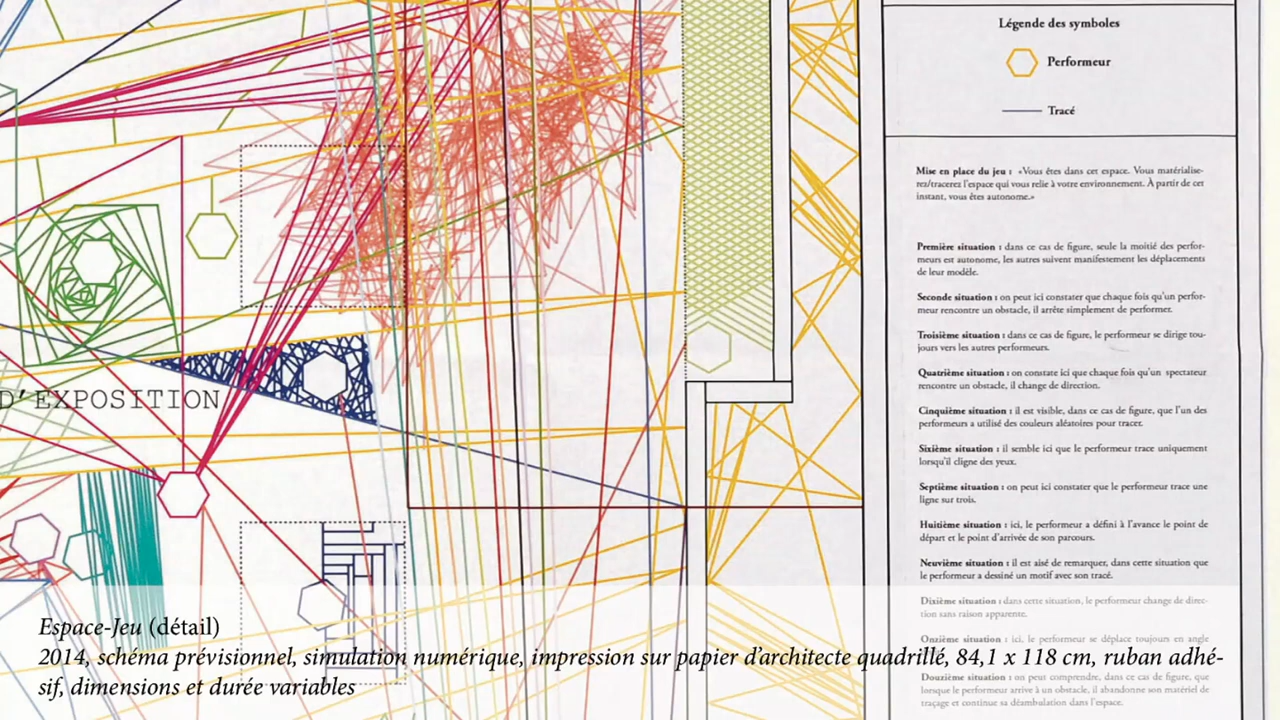 Légende des symboles
Performeur
Tracé
Mise en place du jeu : «Vous êtes dans cet espace. Vous matérialise-
rez/tracerez l'espace qui vous relie à votre environnement. À partir de cet
instant, vous êtes autonome.»
Première situation : dans ce cas de figure, seule la moitié des perfor-
meurs est autonome, les autres suivent manifestement les déplacements
de leur modèle.
Seconde situation : on peut ici constater que chaque fois qu'un perfor-
meur rencontre un obstacle, il arrête simplement de performer.
Troisième situation : dans ce cas de figure, le performeur se dirige tou-
jours vers les autres performeurs.
Quatrième situation : on constate ici que chaque fois qu'un spectateur
rencontre un obstacle, il change de direction.
Cinquième situation : il est visible, dans ce cas de figure, que l'un des
performeurs a utilisé des couleurs aléatoires pour tracer.
Sixième situation : il semble ici que le performeur trace uniquement
lorsqu'il cligne des yeux.
Septième situation : on peut ici constater que le performeur trace une
ligne sur trois.
Huitième situation : ici, le performeur a défini à l'avance le point de
départ et le point d'arrivée de son parcours.
Neuvième situation : il est aisé de remarquer, dans cette situation que
le performeur a dessiné un motif avec son tracé.
Dixième situation : dans cette situation, le performeur change de direc-
tion sans raison apparente.
Onzième situation : ici, le performeur se déplace toujours en angle
Douzième situation : on peut comprendre, dans ce cas de figure, que
lorsque le performeur arrive à un obstacle, il abandonne son matériel de
traçage et continue sa déambulation dans l'espace.
D'EXPOSITION
Espace-Jeu (détail)
2014, schéma prévisionnel, simulation numérique, impression sur papier d'architecte quadrillé, 84,1 x 118 cm, ruban adhé-
sif, dimensions et durée variables